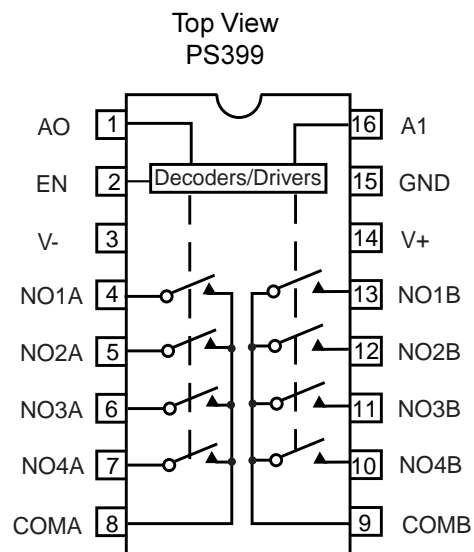 Top View
PS399
AO 1 16 A1
EN 2 Decoders/Drivers 15 GND
V- 3 14 V+
NO1A 4 13 NO1B
NO2A 5 12 NO2B
NO3A 6 11 NO3B
NO4A 7 10 NO4B
COMA 8 9 COMB